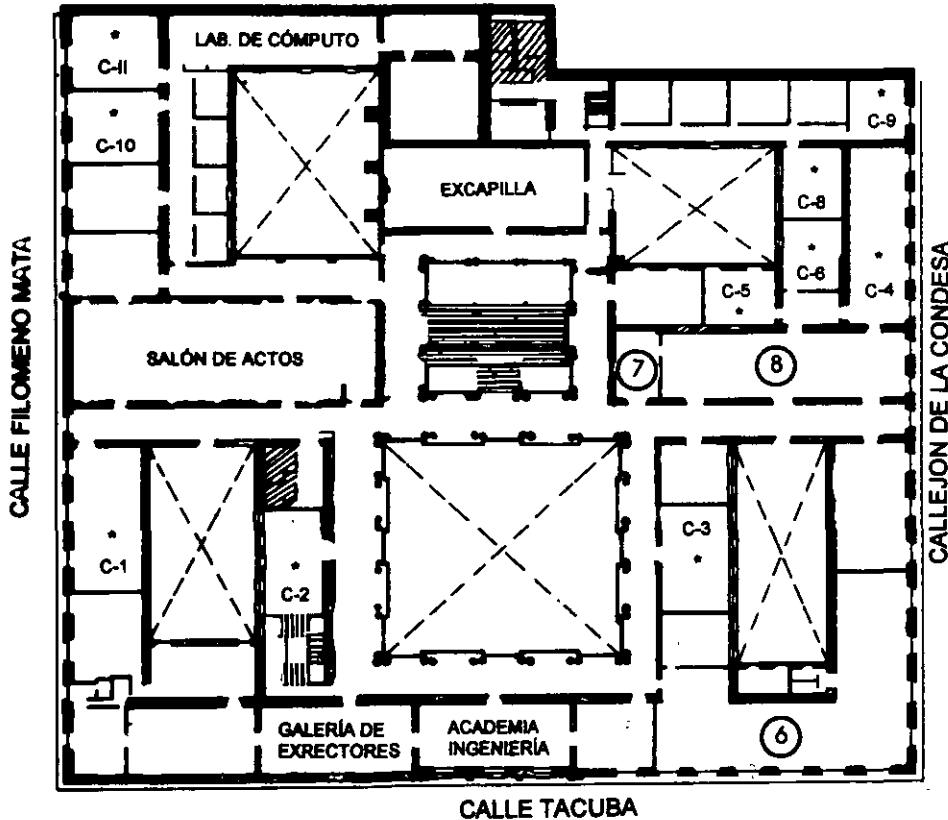 LAB. DE CÓMPUTO
*
C-11
*
C-10
*
C-9
EXCAPILLA
*
C-8
*
C-6
*
C-4
C-5
*
CALLE FILOMENO MATA
SALÓN DE ACTOS
7
8
CALLEJON DE LA CONDESA
*
C-1
*
C-2
C-3
*
GALERÍA DE
EXRECTORES
ACADEMIA
INGENIERÍA
6
CALLE TACUBA